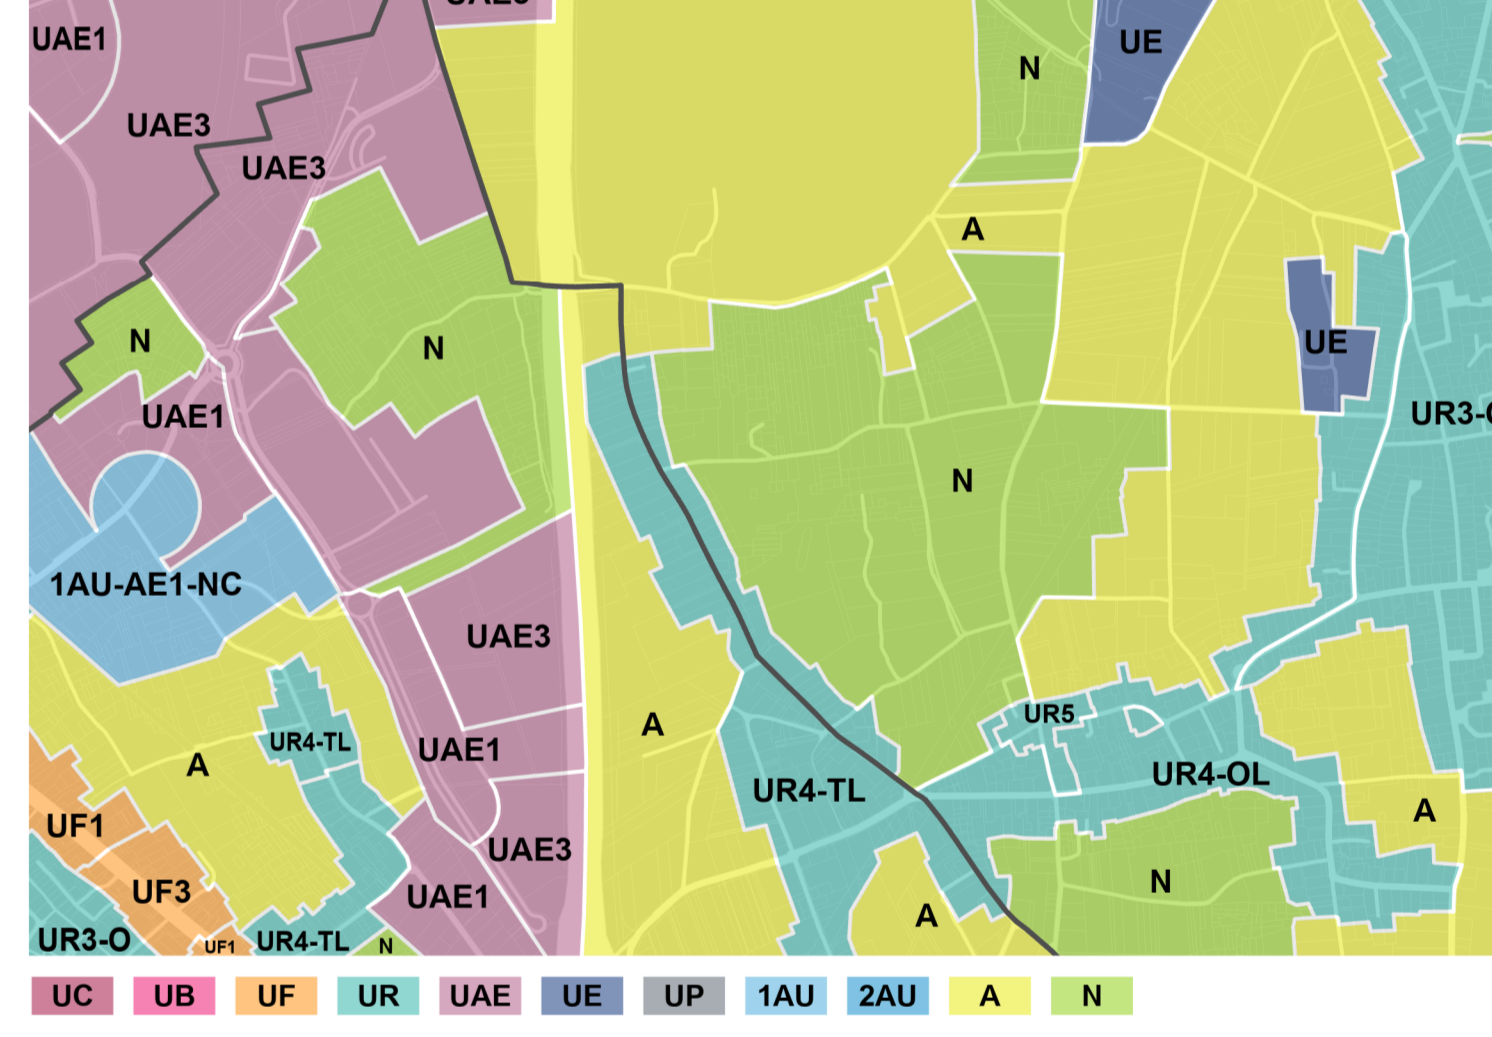 UAE1
UE
N
UAE3
UAE3
A
N
N
UE
UAE1
UR3-
N
1AU-AE1-NC
UAE3
UR5
A
UR4-TL
UAE1
A
UR4-OL
UR4-TL
A
UF1
UAE3
N
UF3
UAE1
A
UR3-O
UF1
UR4-TL
N
UC UB UF UR UAE UE UP 1AU 2AU A N